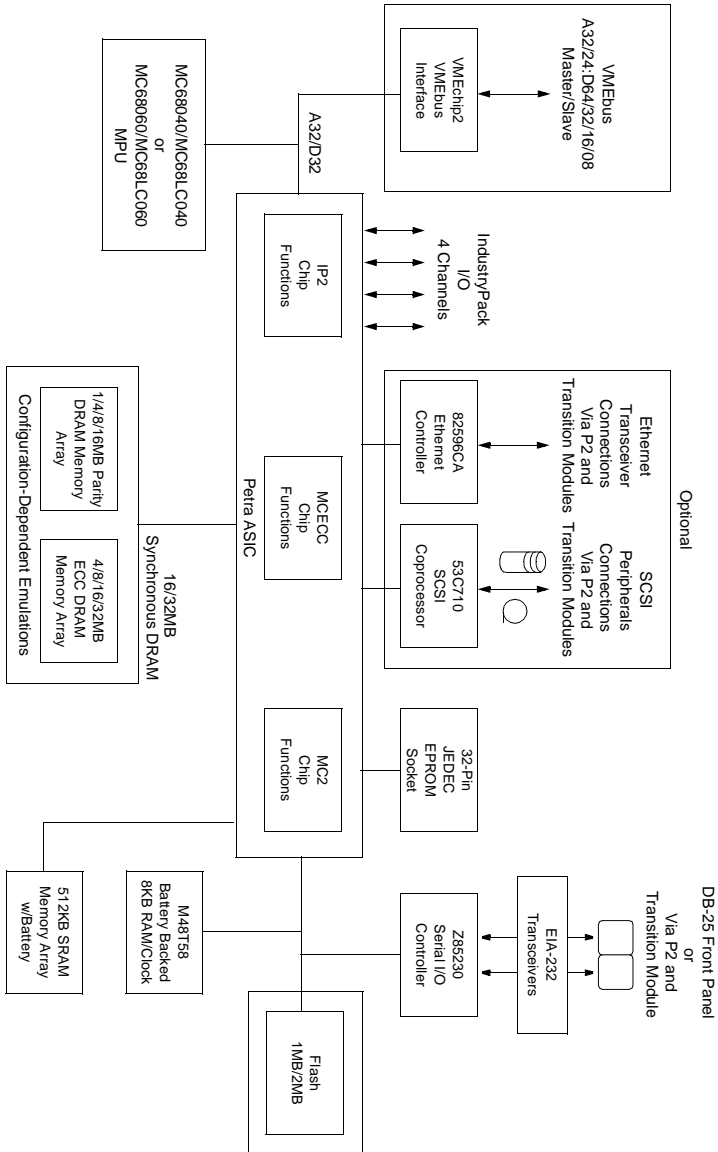 VMEbus
A32/24:D64/32/16/08
Master/Slave
VMEchip2
VMEbus
Interface
A32/D32
MC68040/MC68LC040
or
MC68060/MC68LC060
MPU
IndustryPack
I/O
4 Channels
IP2
Chip
Functions
Optional
Ethernet
Transceiver
Connections
Via P2 and
Transition Modules
SCSI
Peripherals
Connections
Via P2 and
Transition Modules
82596CA
Ethernet
Controller
53C710
SCSI
Coprocessor
MCECC
Chip
Functions
Petra ASIC
16/32MB
Synchronous DRAM
1/4/8/16MB Parity
DRAM Memory
Array
4/8/16/32MB
ECC DRAM
Memory Array
Configuration-Dependent Emulations
32-Pin
JEDEC
EPROM
Socket
MC2
Chip
Functions
DB-25 Front Panel
or
Via P2 and
Transition Module
EIA-232
Transceivers
Z85230
Serial I/O
Controller
M48T58
Battery Backed
8KB RAM/Clock
512KB SRAM
Memory Array
w/Battery
Flash
1MB/2MB